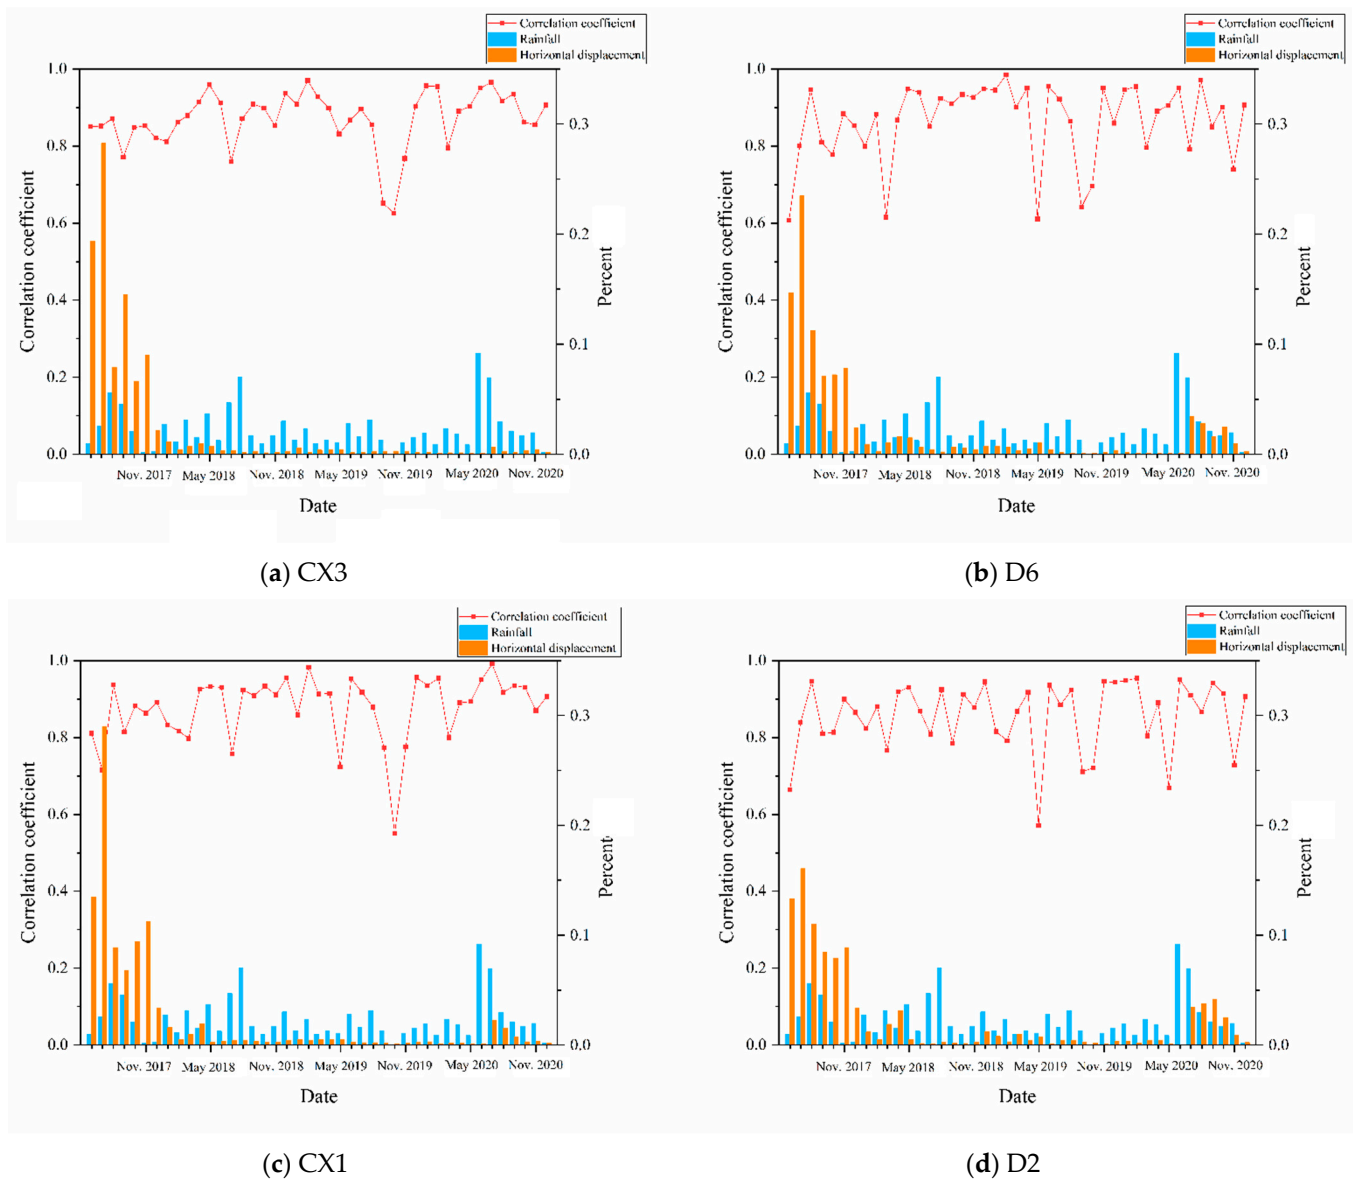 Correlation coefficient
Rainfall
Horizontal displacement
1.0
0.8
0.6
0.4
0.2
0.0
Correlation coefficient
0.3
0.2
0.1
0.0
Percent
Nov. 2017
May 2018
Nov. 2018
May 2019
Nov. 2019
May 2020
Nov. 2020
Date
(a) CX3
Correlation coefficient
Rainfall
Horizontal displacement
1.0
0.8
0.6
0.4
0.2
0.0
Correlation coefficient
0.3
0.2
0.1
0.0
Percent
Nov. 2017
May 2018
Nov. 2018
May 2019
Nov. 2019
May 2020
Nov. 2020
Date
(b) D6
Correlation coefficient
Rainfall
Horizontal displacement
1.0
0.8
0.6
0.4
0.2
0.0
Correlation coefficient
0.3
0.2
0.1
0.0
Percent
Nov. 2017
May 2018
Nov. 2018
May 2019
Nov. 2019
May 2020
Nov. 2020
Date
(c) CX1
Correlation coefficient
Rainfall
Horizontal displacement
1.0
0.8
0.6
0.4
0.2
0.0
Correlation coefficient
0.3
0.2
0.1
0.0
Percent
Nov. 2017
May 2018
Nov. 2018
May 2019
Nov. 2019
May 2020
Nov. 2020
Date
(d) D2